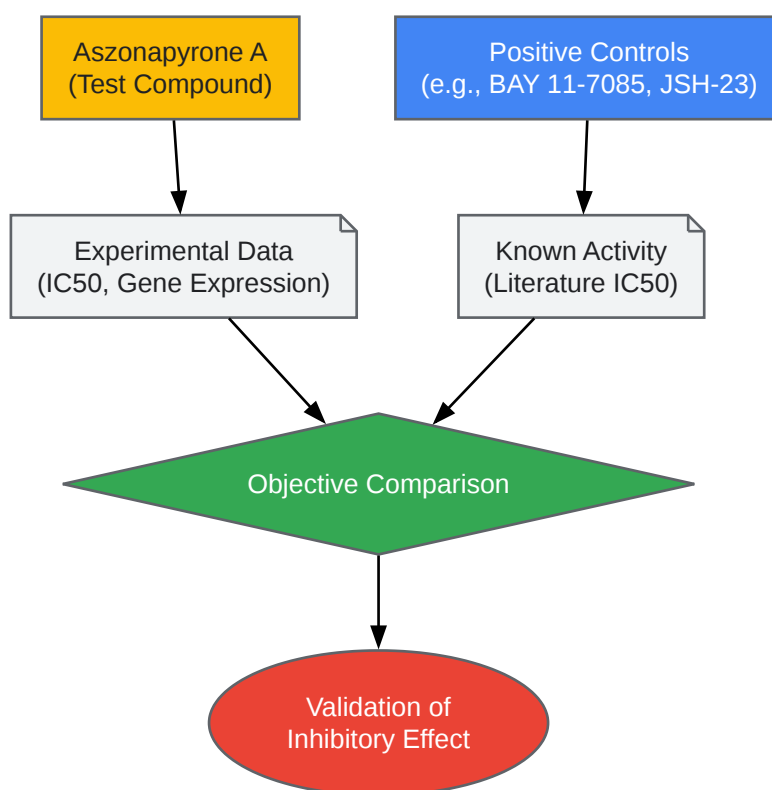 Aszonapyrone A
(Test Compound)
Positive Controls
(e.g., BAY 11-7085, JSH-23)
Experimental Data
(IC50, Gene Expression)
Known Activity
(Literature IC50)
Objective Comparison
Validation of
Inhibitory Effect